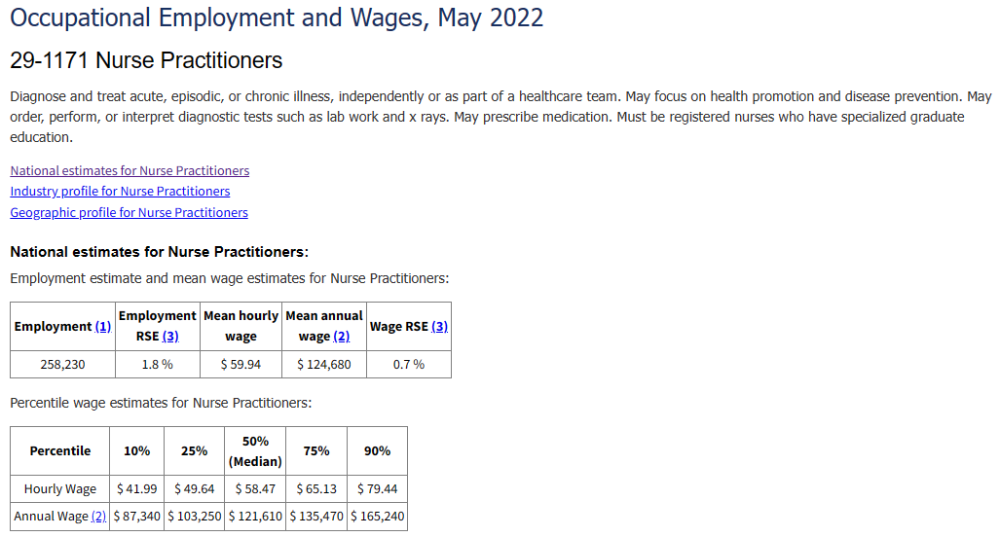 Occupational Employment and Wages, May 2022
29-1171 Nurse Practitioners
Diagnose and treat acute, episodic, or chronic illness, independently or as part of a healthcare team. May focus on health promotion and disease prevention. May
order, perform, or interpret diagnostic tests such as lab work and x rays. May prescribe medication. Must be registered nurses who have specialized graduate
education.
National estimates for Nurse Practitioners
Industry profile for Nurse Practitioners
Geographic profile for Nurse Practitioners
National estimates for Nurse Practitioners:
Employment estimate and mean wage estimates for Nurse Practitioners:
Employment (1) Employment RSE (3) Mean hourly wage Mean annual wage (2) Wage RSE (3)
258,230 1.8 % $ 59.94 $ 124,680 0.7 %
Percentile wage estimates for Nurse Practitioners:
Percentile 10% 25% 50% (Median) 75% 90%
Hourly Wage $ 41.99 $ 49.64 $ 58.47 $ 65.13 $ 79.44
Annual Wage (2) $ 87,340 $ 103,250 $ 121,610 $ 135,470 $ 165,240